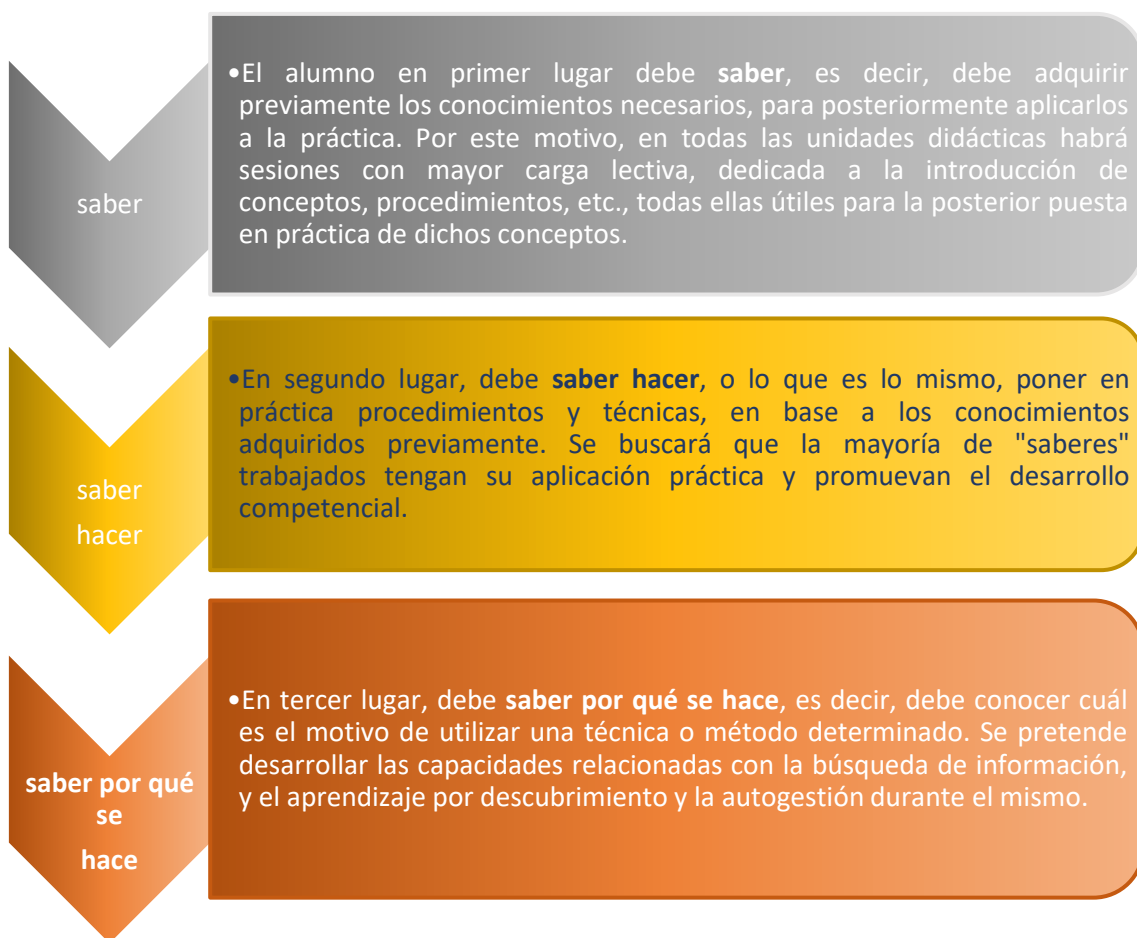 saber
•El alumno en primer lugar debe saber, es decir, debe adquirir
previamente los conocimientos necesarios, para posteriormente aplicarlos
a la práctica. Por este motivo, en todas las unidades didácticas habrá
sesiones con mayor carga lectiva, dedicada a la introducción de
conceptos, procedimientos, etc., todas ellas útiles para la posterior puesta
en práctica de dichos conceptos.
saber
hacer
•En segundo lugar, debe saber hacer, o lo que es lo mismo, poner en
práctica procedimientos y técnicas, en base a los conocimientos
adquiridos previamente. Se buscará que la mayoría de "saberes"
trabajados tengan su aplicación práctica y promuevan el desarrollo
competencial.
saber por qué
se
hace
•En tercer lugar, debe saber por qué se hace, es decir, debe conocer cuál
es el motivo de utilizar una técnica o método determinado. Se pretende
desarrollar las capacidades relacionadas con la búsqueda de información,
y el aprendizaje por descubrimiento y la autogestión durante el mismo.